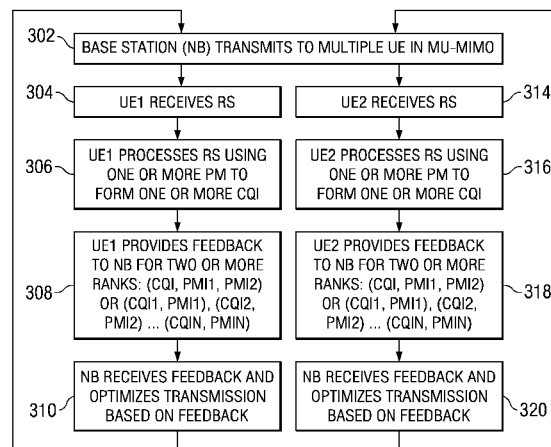 302
BASE STATION (NB) TRANSMITS TO MULTIPLE UE IN MU-MIMO
304
UE1 RECEIVES RS
UE2 RECEIVES RS
314
306
UE1 PROCESSES RS USING
ONE OR MORE PM TO
FORM ONE OR MORE CQI
UE2 PROCESSES RS USING
ONE OR MORE PM TO
FORM ONE OR MORE CQI
316
308
UE1 PROVIDES FEEDBACK
TO NB FOR TWO OR MORE
RANKS: (CQI, PMI1, PMI2)
OR (CQI1, PMI1), (CQI2,
PMI2) ... (CQIN, PMIN)
UE2 PROVIDES FEEDBACK
TO NB FOR TWO OR MORE
RANKS: (CQI, PMI1, PMI2)
OR (CQI1, PMI1), (CQI2,
PMI2) ... (CQIN, PMIN)
318
310
NB RECEIVES FEEDBACK AND
OPTIMIZES TRANSMISSION
BASED ON FEEDBACK
NB RECEIVES FEEDBACK AND
OPTIMIZES TRANSMISSION
BASED ON FEEDBACK
320